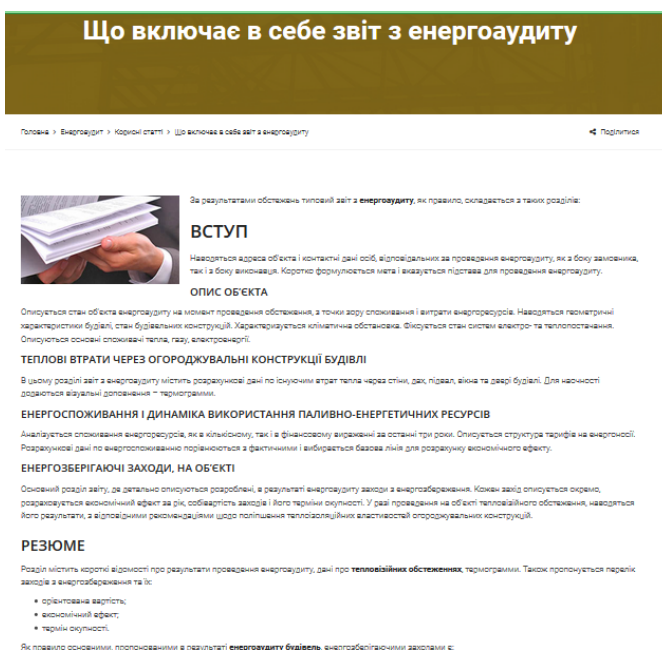 Що включає в себе звіт з енергоаудиту
Головна > Енергоаудит > Корисні статті > Що включає в себе звіт з енергоаудиту
Поділитися
За результатами обстежень типовий звіт з енергоаудиту, як правило, складається з таких розділів:
ВСТУП
Наводяться адреса об'єкта і контактні дані осіб, відповідальних за проведення енергоаудиту, як з боку замовника,
так і з боку виконавця. Коротко формулюється мета і вказується підстава для проведення енергоаудиту.
ОПИС ОБ'ЄКТА
Описується стан об'єкта енергоаудиту на момент проведення обстеження, з точки зору споживання і витрати енергоресурсів. Наводяться геометричні
характеристики будівлі, стан будівельних конструкцій. Характеризується кліматична обстановка. Фіксується стан систем електро- та теплопостачання.
Описуються основні споживачі тепла, газу, електроенергії.
ТЕПЛОВІ ВТРАТИ ЧЕРЕЗ ОГОРОДЖУВАЛЬНІ КОНСТРУКЦІЇ БУДІВЛІ
В цьому розділі звіт з енергоаудиту містить розрахункові дані по існуючим втрат тепла через стіни, дах, підвал, вікна та двері будівлі. Для наочності
додаються візуальні доповнення – термограмми.
ЕНЕРГОСПОЖИВАННЯ І ДИНАМІКА ВИКОРИСТАННЯ ПАЛИВНО-ЕНЕРГЕТИЧНИХ РЕСУРСІВ
Аналізується споживання енергоресурсів, як в кількісному, так і в фінансовому вираженні за останні три роки. Описується структура тарифів на енергоносії.
Розрахункові дані по енергоспоживанню порівнюються з фактичними і вибирається базова лінія для розрахунку економічного ефекту.
ЕНЕРГОЗБЕРІГАЮЧІ ЗАХОДИ, НА ОБ'ЄКТІ
Основний розділ звіту, де детально описуються розроблені, в результаті енергоаудиту заходи з енергозбереження. Кожен захід описується окремо,
розраховується економічний ефект за рік, собівартість заходів і його терміни окупності. У разі проведення на об'єкті тепловізійного обстеження, наводяться
його результати, з відповідними рекомендаціями щодо поліпшення теплоізоляційних властивостей огороджувальних конструкцій.
РЕЗЮМЕ
Розділ містить короткі відомості про результати проведення енергоаудиту, дані про тепловізійних обстеженнях, термограмми. Також пропонується перелік
заходів з енергозбереження та їх:
• орієнтована вартість;
• економічний ефект;
• термін окупності.
Як правило основними, пропонованими в результаті енергоаудиту будівель, енергозберігаючими заходами є: